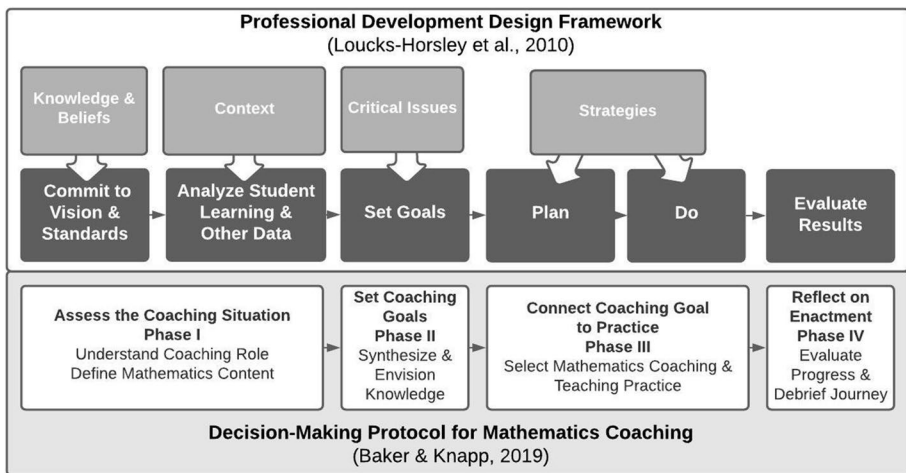 Professional Development Design Framework
(Loucks-Horsley et al., 2010)
Knowledge &
Beliefs
Context
Critical Issues
Strategies
Commit to
Vision &
Standards
Analyze Student
Learning &
Other Data
Set Goals
Plan
Do
Evaluate
Results
Assess the Coaching Situation
Phase I
Understand Coaching Role
Define Mathematics Content
Set Coaching
Goals
Phase II
Synthesize &
Envision
Knowledge
Connect Coaching Goal
to Practice
Phase III
Select Mathematics Coaching &
Teaching Practice
Reflect on
Enactment
Phase IV
Evaluate
Progress &
Debrief Journey
Decision-Making Protocol for Mathematics Coaching
(Baker & Knapp, 2019)